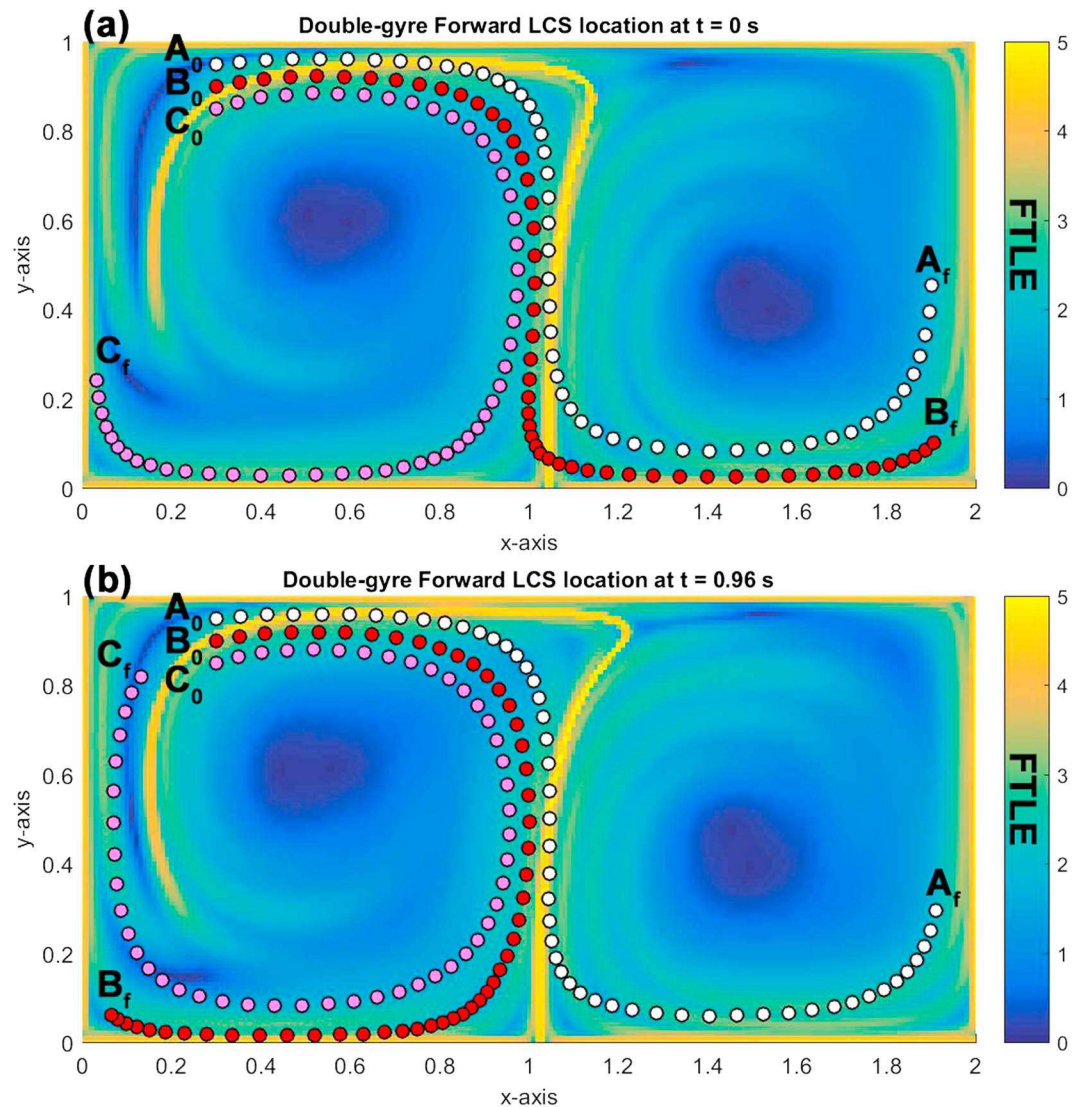 (a)
Double-gyre Forward LCS location at t = 0 s
1
0.8
0.6
0.4
0.2
0
y-axis
A0
B0
C0
Cf
Af
Bf
0 0.2 0.4 0.6 0.8 1 1.2 1.4 1.6 1.8 2
x-axis
5
4
3
2
1
0
FTLE
(b)
Double-gyre Forward LCS location at t = 0.96 s
1
0.8
0.6
0.4
0.2
0
y-axis
A0
B0
C0
Cf
Bf
Af
0 0.2 0.4 0.6 0.8 1 1.2 1.4 1.6 1.8 2
x-axis
5
4
3
2
1
0
FTLE